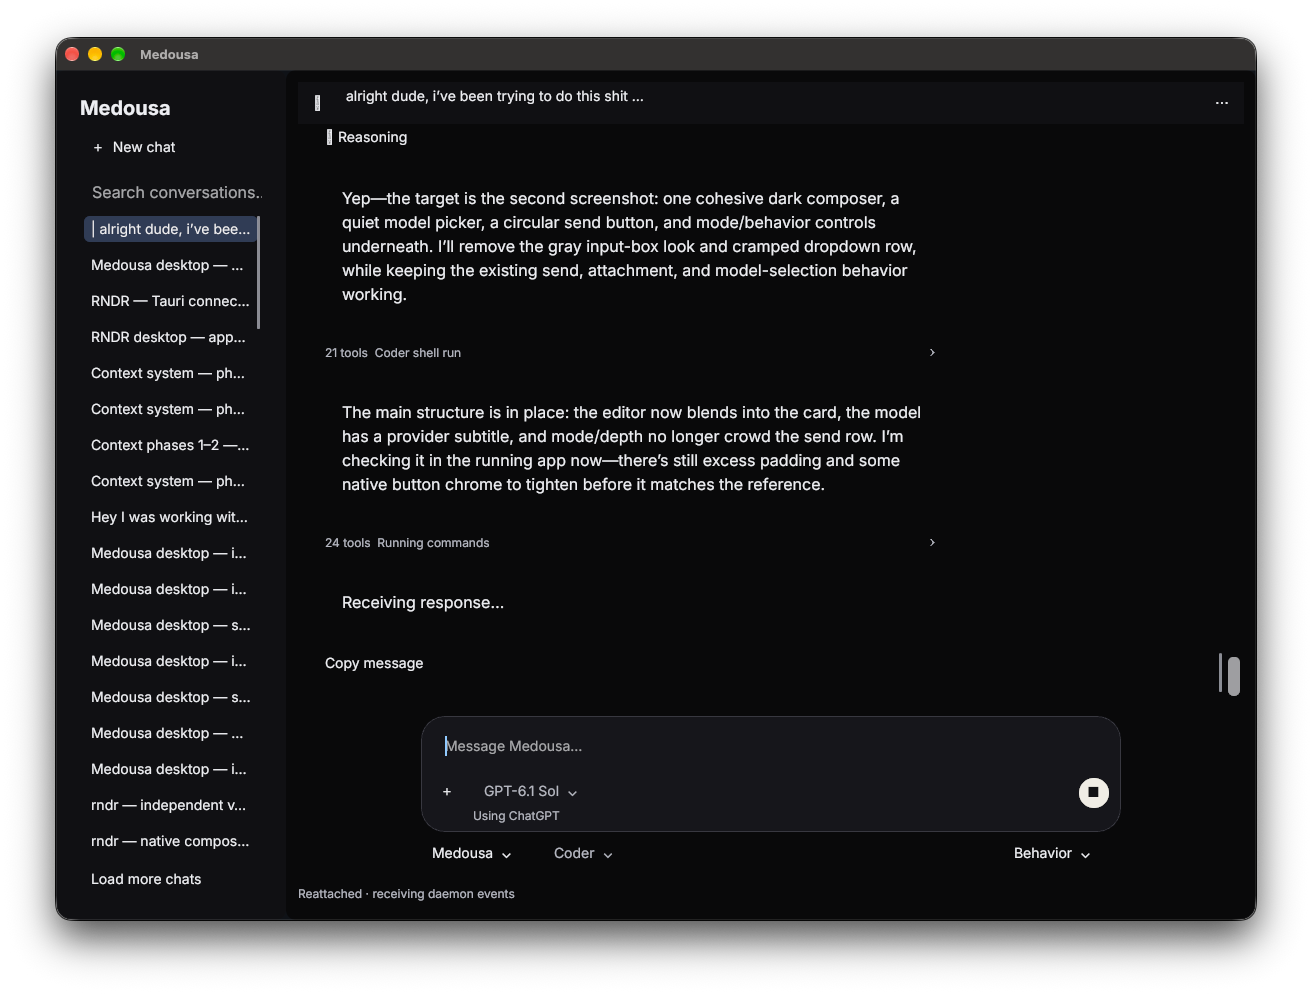 Medousa
Medousa
+ New chat
Search conversations..
alright dude, i’ve bee...
Medousa desktop — ...
RNDR — Tauri connec...
RNDR desktop — app...
Context system — ph...
Context system — ph...
Context phases 1–2 —...
Context system — ph...
Hey I was working wit...
Medousa desktop — i...
Medousa desktop — i...
Medousa desktop — s...
Medousa desktop — i...
Medousa desktop — s...
Medousa desktop — ...
Medousa desktop — i...
rndr — independent v...
rndr — native compos...
Load more chats
alright dude, i’ve been trying to do this shit ...
...
Reasoning
Yep—the target is the second screenshot: one cohesive dark composer, a
quiet model picker, a circular send button, and mode/behavior controls
underneath. I’ll remove the gray input-box look and cramped dropdown row,
while keeping the existing send, attachment, and model-selection behavior
working.
21 tools Coder shell run
The main structure is in place: the editor now blends into the card, the model
has a provider subtitle, and mode/depth no longer crowd the send row. I’m
checking it in the running app now—there’s still excess padding and some
native button chrome to tighten before it matches the reference.
24 tools Running commands
Receiving response...
Copy message
Message Medousa...
+ GPT-6.1 Sol
Using ChatGPT
Medousa Coder Behavior
Reattached · receiving daemon events